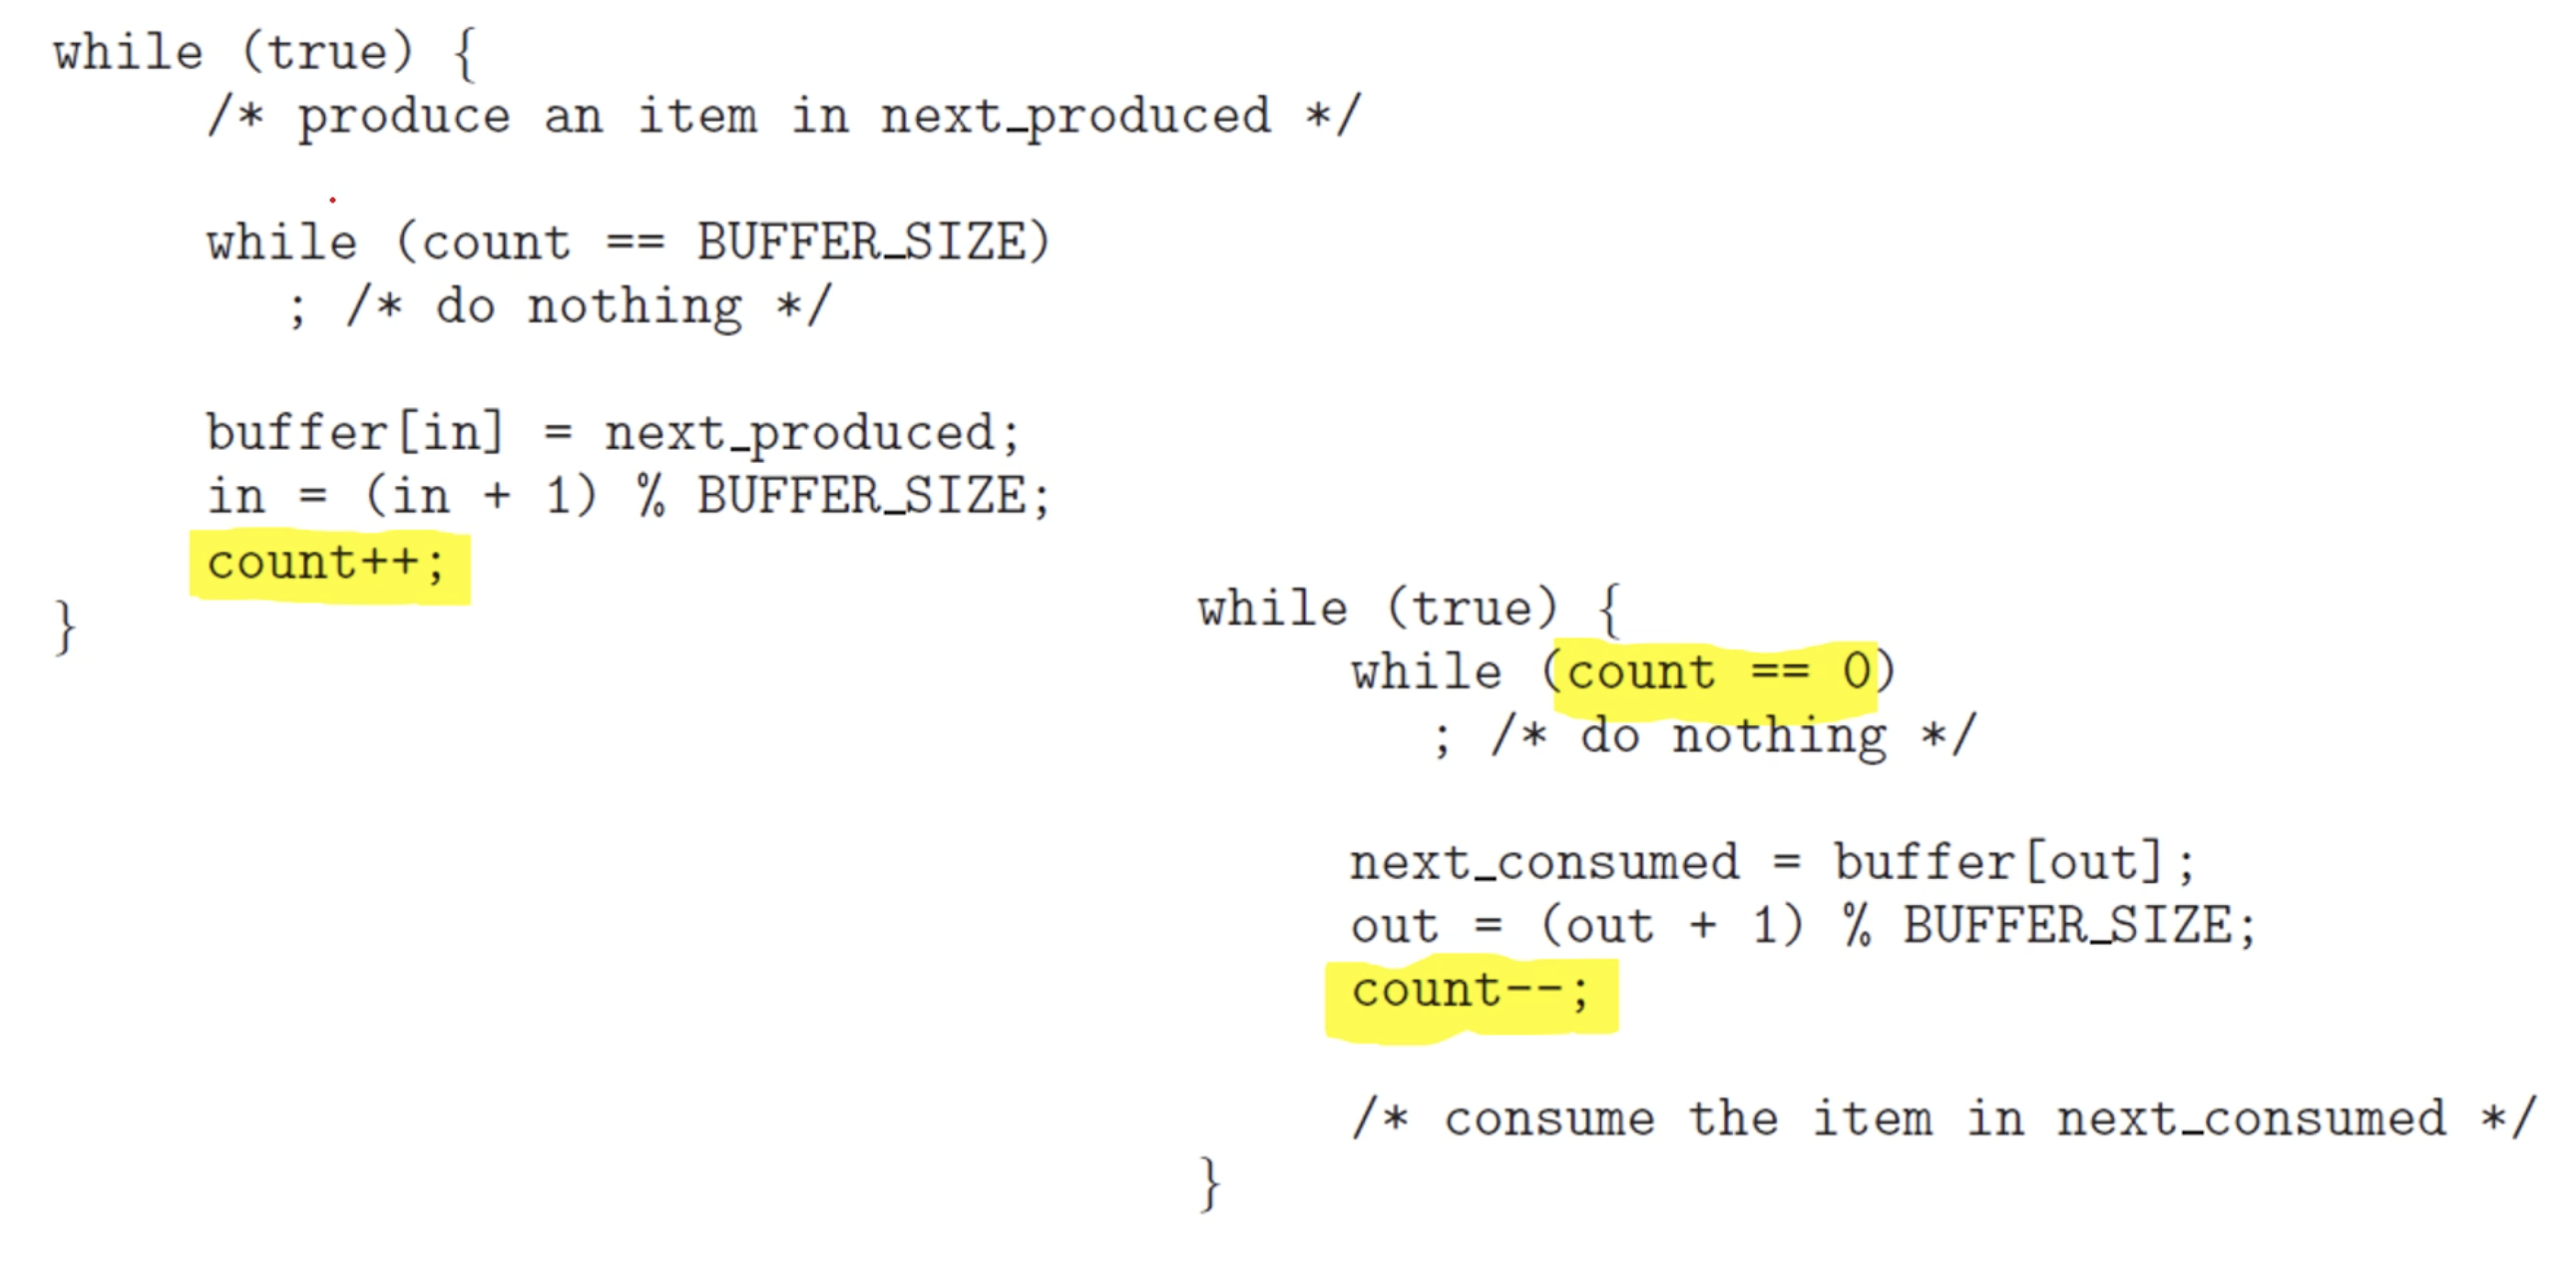 while (true) {
/* produce an item in next_produced */
while (count == BUFFER_SIZE)
; /* do nothing */
buffer[in] = next_produced;
in = (in + 1) % BUFFER_SIZE;
count++;
}
while (true) {
while (count == 0)
; /* do nothing */
next_consumed = buffer[out];
out = (out + 1) % BUFFER_SIZE;
count--;
/* consume the item in next_consumed */
}